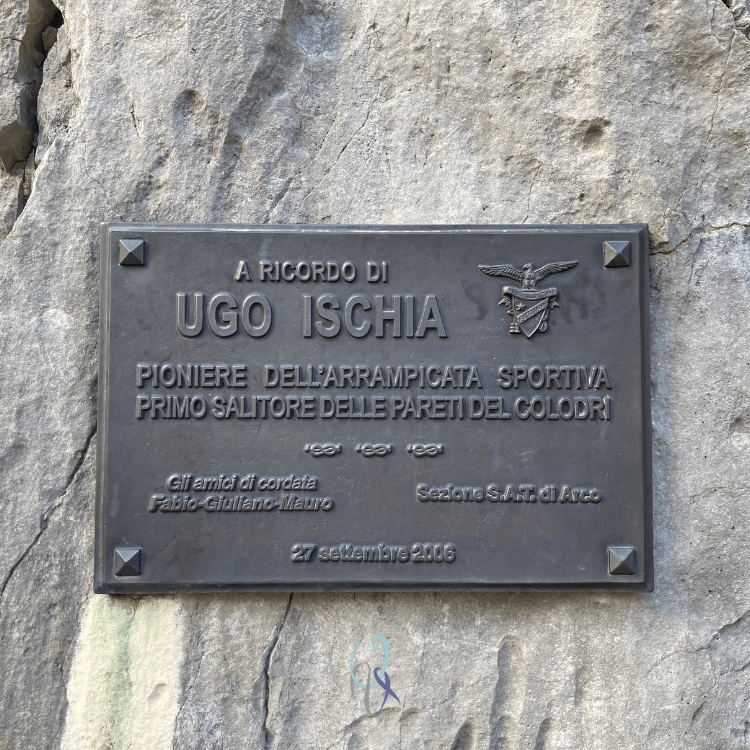 A RICORDO DI
UGO ISCHIA
PIONIERE DELL'ARRAMPICATA SPORTIVA
PRIMO SALITORE DELLE PARETI DEL COLODRI
Gli amici di cordata
Fabio-Giuliano-Mauro
Sezione S.A.T. di Arco
27 settembre 2006